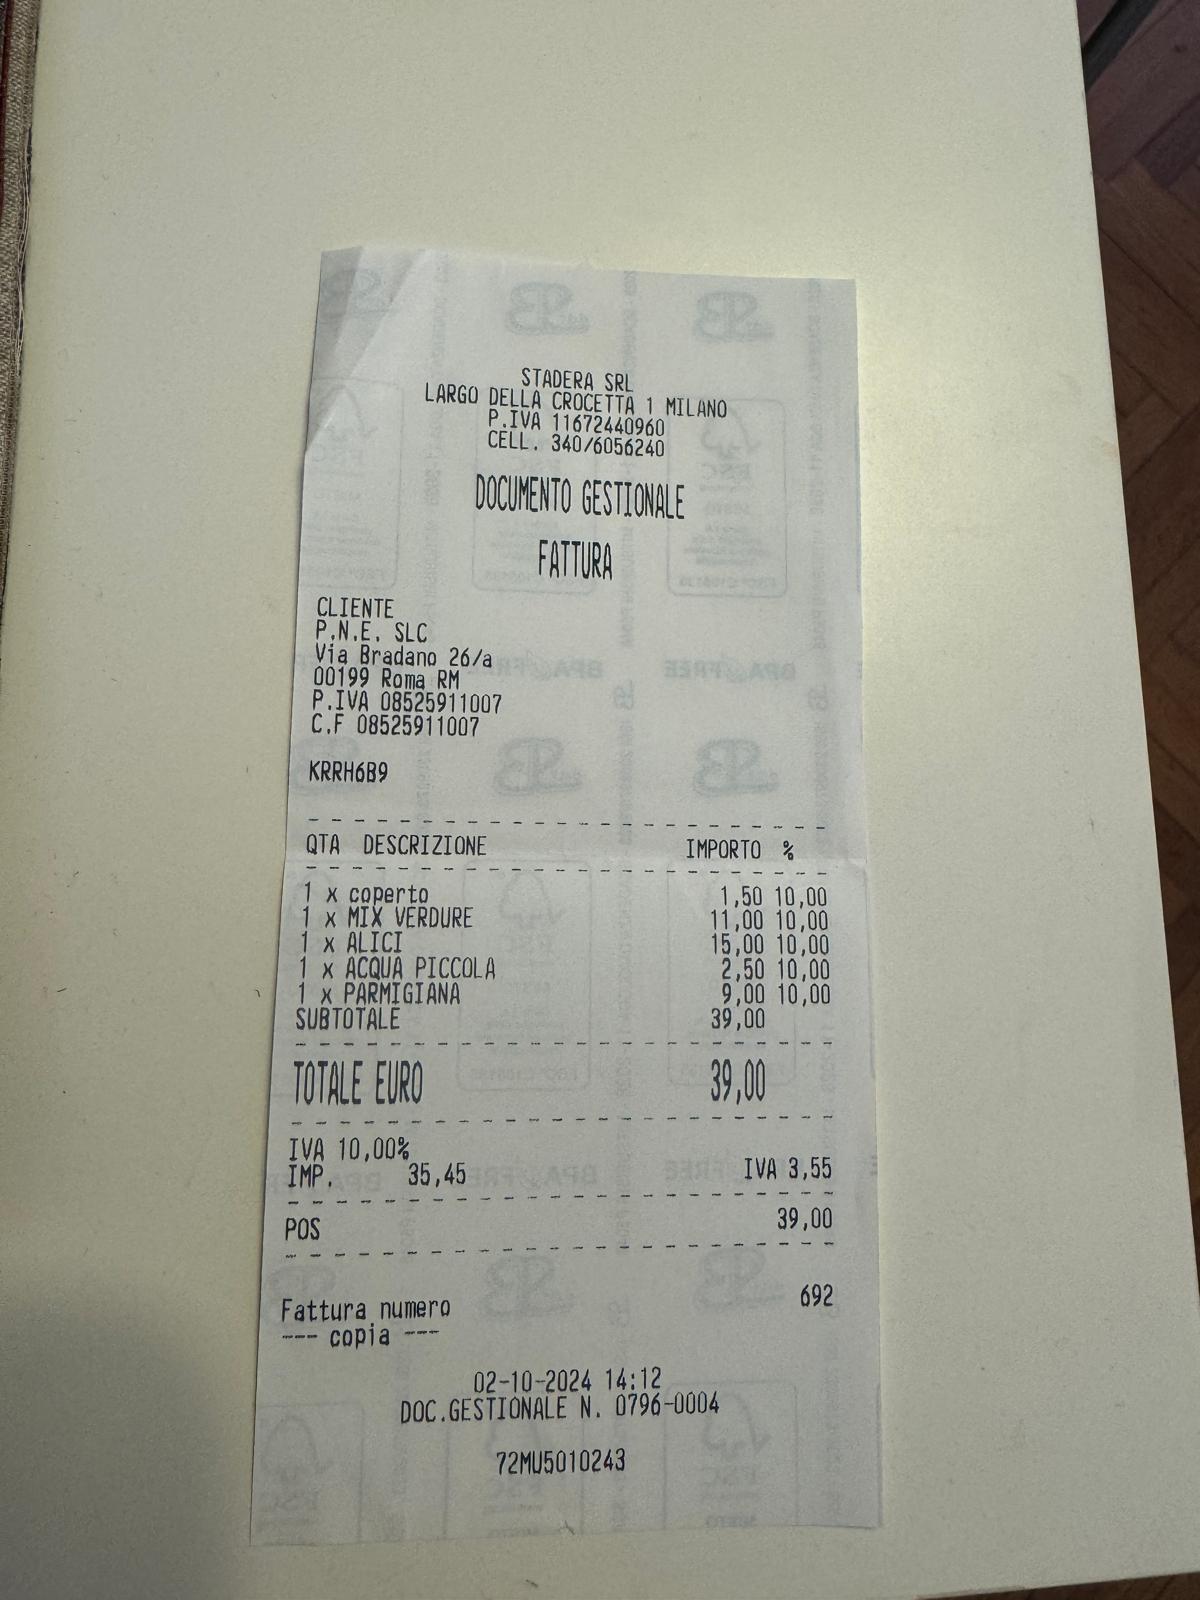 STADERA SRL
LARGO DELLA CROCETTA 1 MILANO
P.IVA 11672440960
CELL. 340/6056240
DOCUMENTO GESTIONALE
FATTURA
CLIENTE
P.N.E. SLC
Via Bradano 26/a
00199 Roma RM
P.IVA 08525911007
C.F 08525911007
KRRH6B9
QTA DESCRIZIONE IMPORTO %
1 x coperto 1,50 10,00
1 x MIX VERDURE 11,00 10,00
1 x ALICI 15,00 10,00
1 x ACQUA PICCOLA 2,50 10,00
1 x PARMIGIANA 9,00 10,00
SUBTOTALE 39,00
TOTALE EURO 39,00
IVA 10,00%
IMP. 35,45 IVA 3,55
POS 39,00
Fattura numero 692
--- copia ---
02-10-2024 14:12
DOC.GESTIONALE N. 0796-0004
72MU5010243